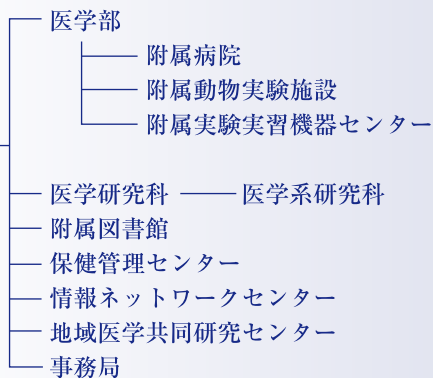 医学部
附属病院
附属動物実験施設
附属実験実習機器センター
医学研究科 医学系研究科
附属図書館
保健管理センター
情報ネットワークセンター
地域医学共同研究センター
事務局